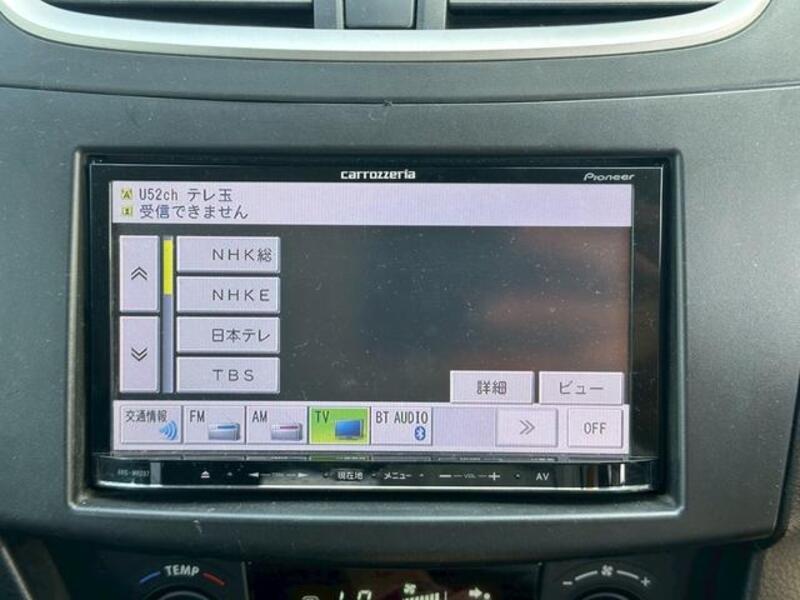 carrozzeria
Pioneer
U52ch テレ玉
受信できません
NHK総
NHKE
日本テレ
TBS
詳細
ビュー
交通情報
FM
AM
TV
BT AUDIO
OFF
現在地
メニュー
VOL
AV
TEMP